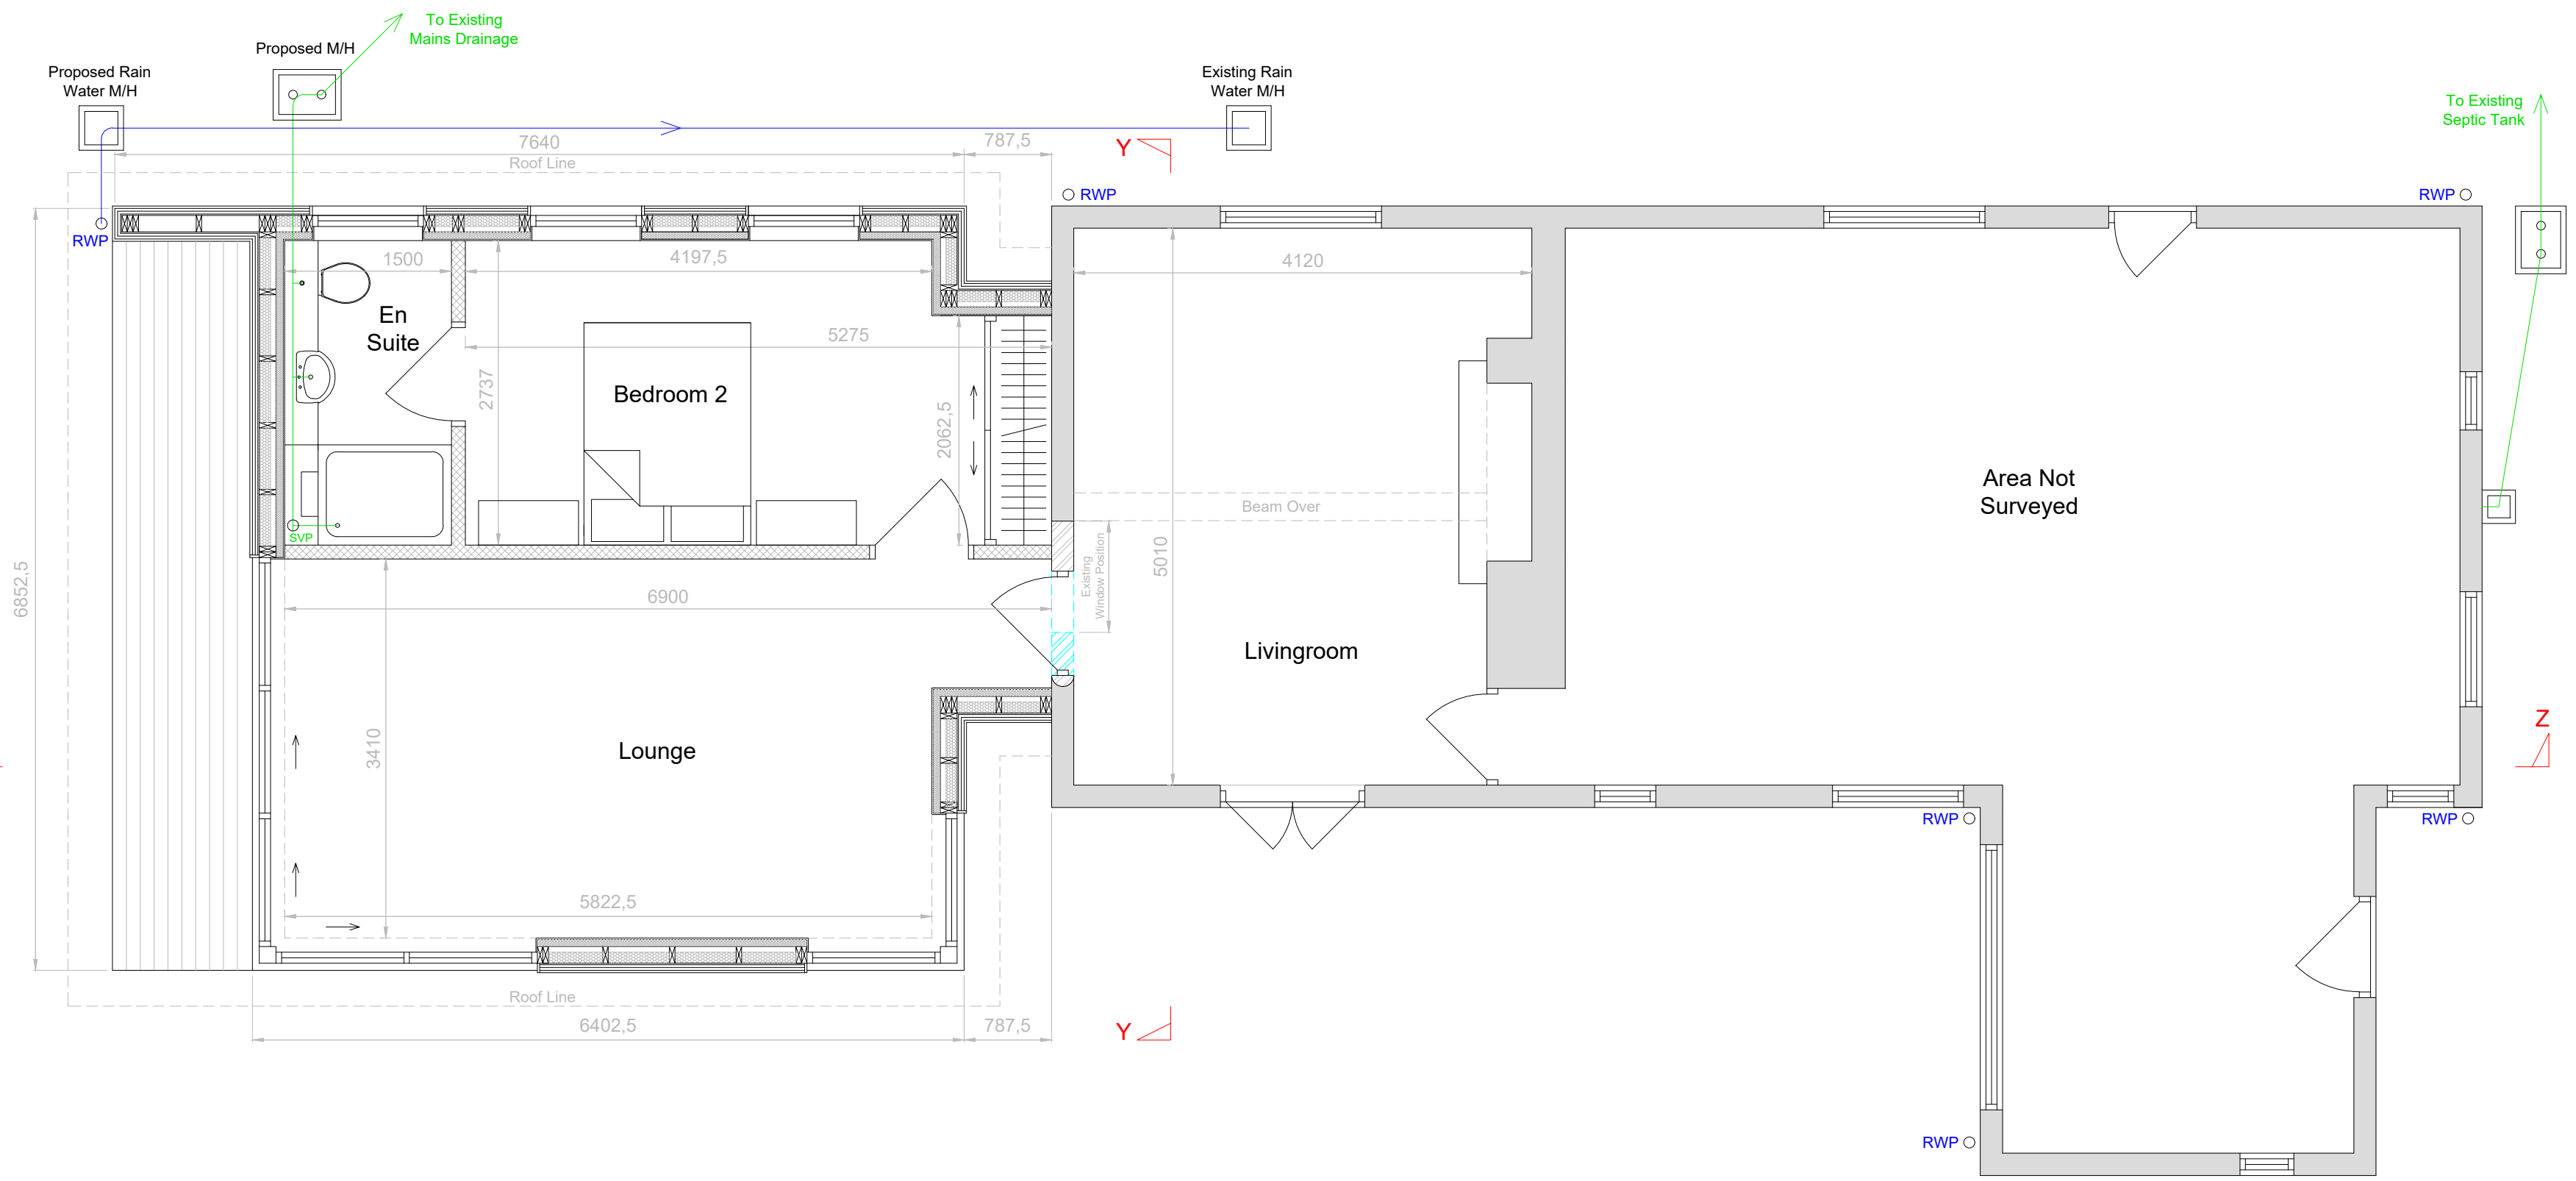 To Existing
Mains Drainage
Proposed M/H
Proposed Rain
Water M/H
Existing Rain
Water M/H
To Existing
Septic Tank
7640
787,5
Y
Roof Line
RWP
RWP
RWP
1500
4197,5
4120
En
Suite
5275
2737
Bedroom 2
2062,5
Area Not
Surveyed
Beam Over
SVP
Existing
Window Position
5010
6852,5
6900
Livingroom
Z
3410
Lounge
RWP
RWP
5822,5
Roof Line
6402,5
787,5
Y
RWP